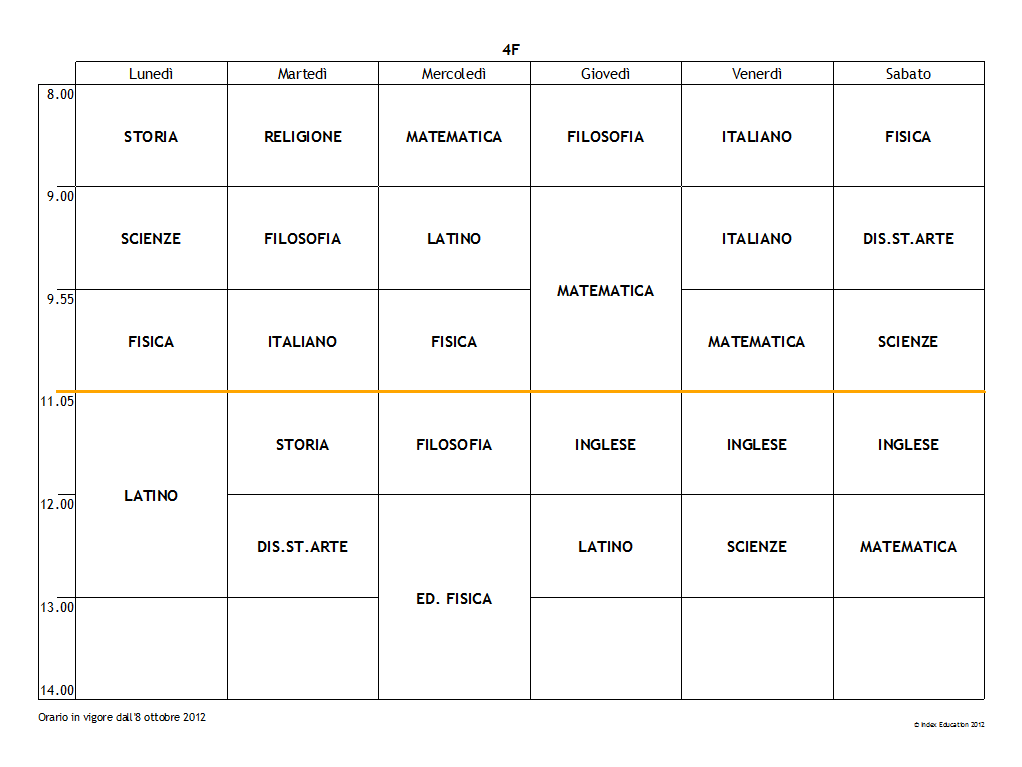 4F
Lunedì Martedì Mercoledì Giovedì Venerdì Sabato
8.00
STORIA RELIGIONE MATEMATICA FILOSOFIA ITALIANO FISICA
9.00
SCIENZE FILOSOFIA LATINO ITALIANO DIS.ST.ARTE
MATEMATICA
9.55
FISICA ITALIANO FISICA MATEMATICA SCIENZE
11.05
STORIA FILOSOFIA INGLESE INGLESE INGLESE
LATINO
12.00
DIS.ST.ARTE LATINO SCIENZE MATEMATICA
ED. FISICA
13.00
14.00
Orario in vigore dall'8 ottobre 2012
© Index Education 2012